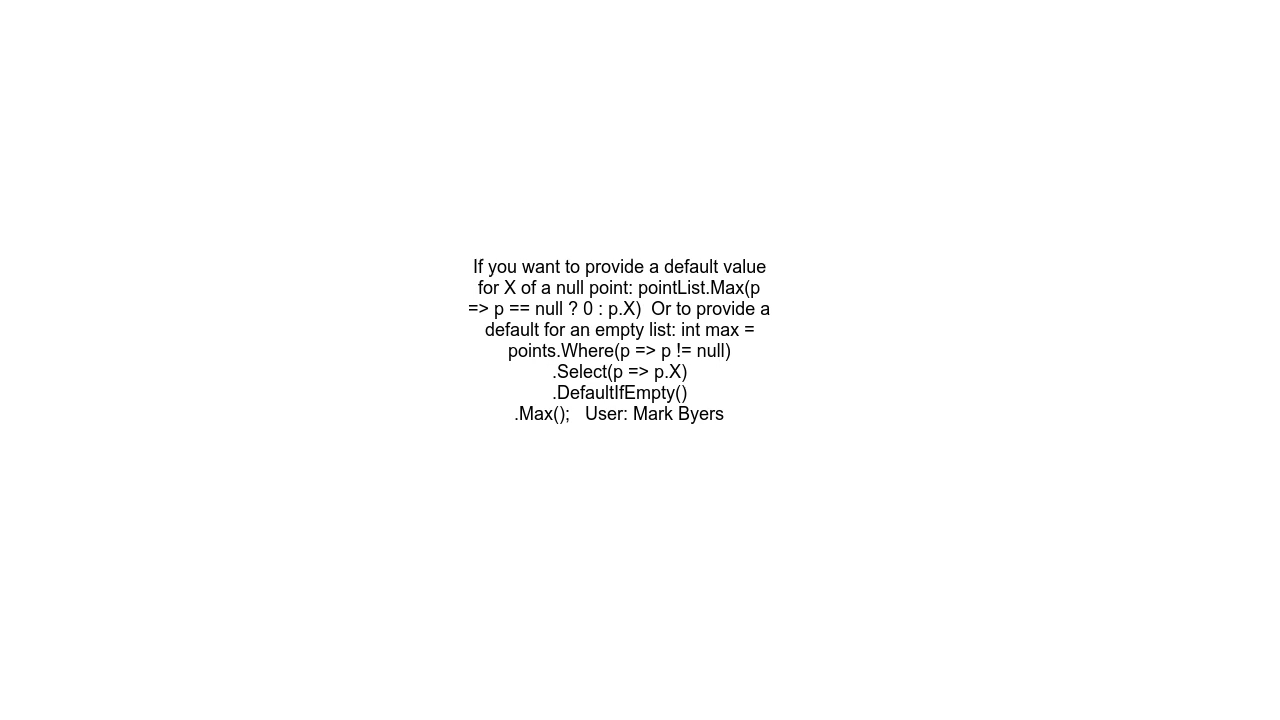 If you want to provide a default value
for X of a null point: pointList.Max(p
=> p == null ? 0 : p.X)  Or to provide a
default for an empty list: int max =
points.Where(p => p != null)
.Select(p => p.X)
.DefaultIfEmpty()
.Max();   User: Mark Byers